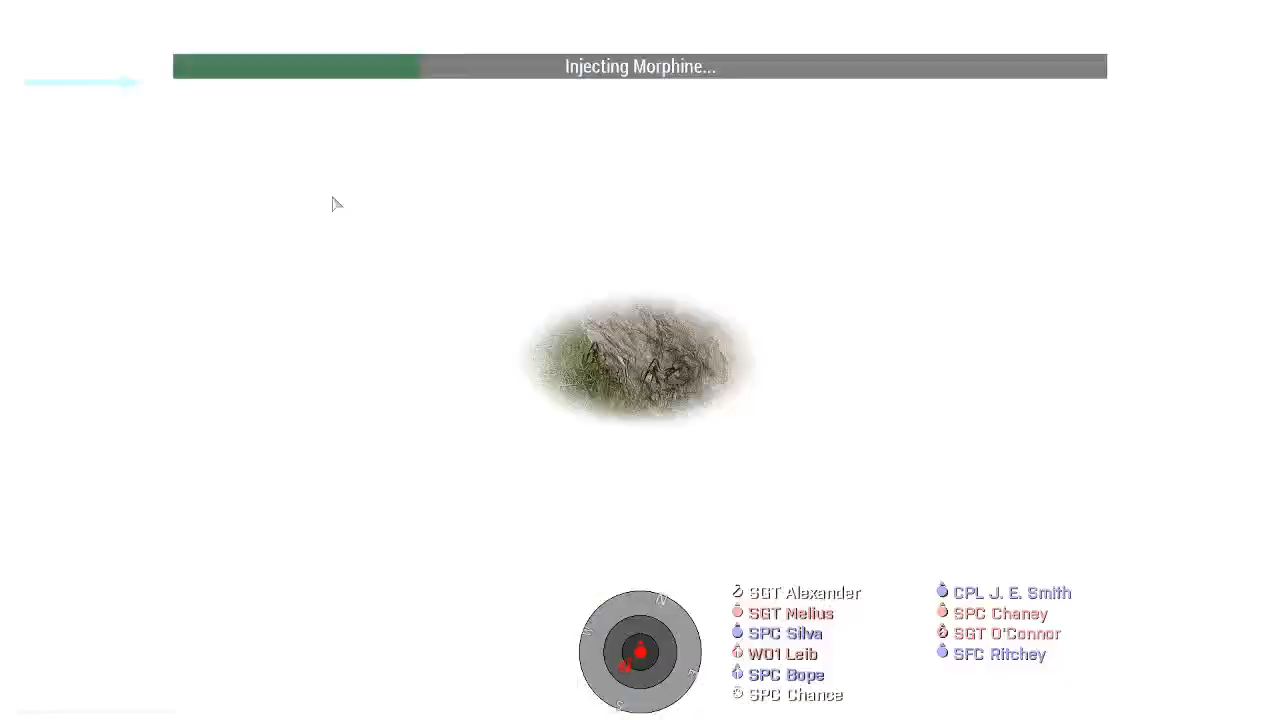 Injecting Morphine...
N
W
S
SGT Alexander
SGT Melius
SPC Silva
WO1 Leib
SPC Bope
SPC Chance
CPL J. E. Smith
SPC Chaney
SGT O'Connor
SFC Ritchey